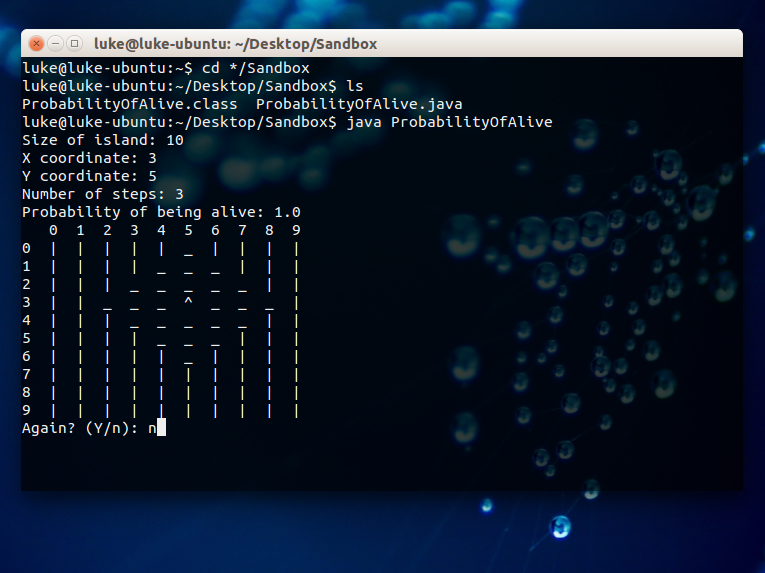 luke@luke-ubuntu: ~/Desktop/Sandbox
luke@luke-ubuntu:~$ cd */Sandbox
luke@luke-ubuntu:~/Desktop/Sandbox$ ls
ProbabilityOfAlive.class  ProbabilityOfAlive.java
luke@luke-ubuntu:~/Desktop/Sandbox$ java ProbabilityOfAlive
Size of island: 10
X coordinate: 3
Y coordinate: 5
Number of steps: 3
Probability of being alive: 1.0
   0  1  2  3  4  5  6  7  8  9
0  |  |  |  |  |  _  |  |  |  |
1  |  |  |  |  _  _  _  |  |  |
2  |  |  |  _  _  _  _  _  |  |
3  |  |  _  _  _  ^  _  _  _  |
4  |  |  |  _  _  _  _  _  |  |
5  |  |  |  |  _  _  _  |  |  |
6  |  |  |  |  |  _  |  |  |  |
7  |  |  |  |  |  |  |  |  |  |
8  |  |  |  |  |  |  |  |  |  |
9  |  |  |  |  |  |  |  |  |  |
Again? (Y/n): n